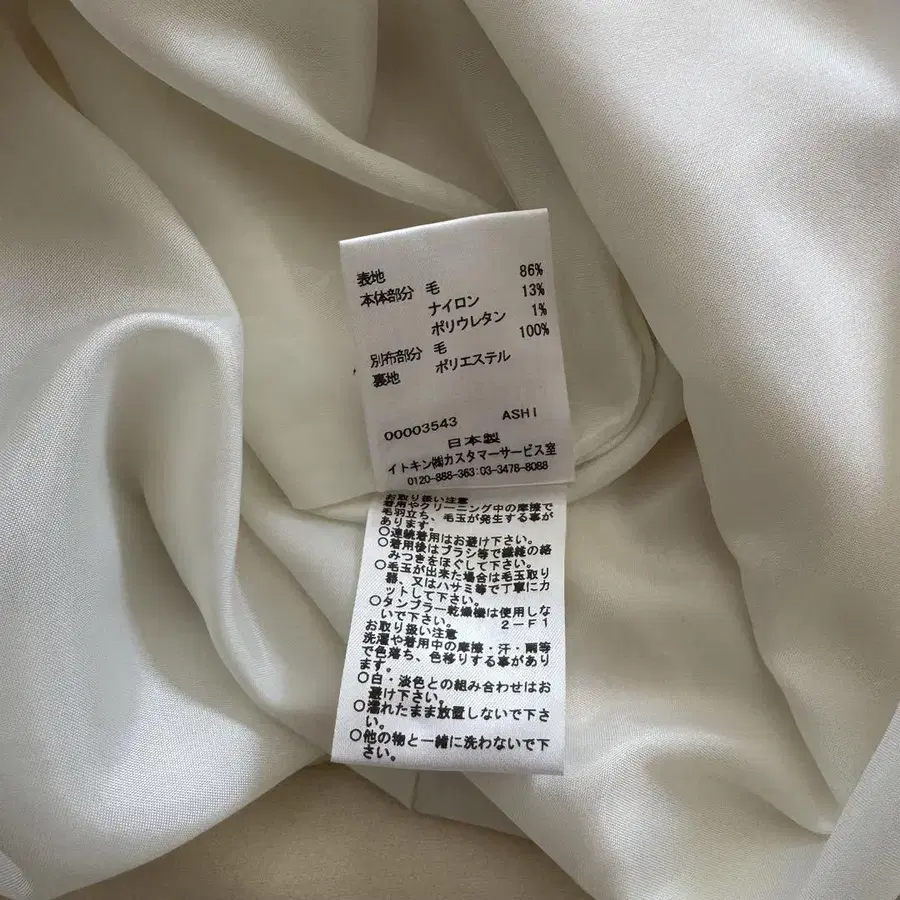 表地
本体部分 毛 86%
ナイロン 13%
ポリウレタン 1%
別布部分 毛 100%
裏地 ポリエステル
00003543 ASHI
日本製
イトキン㈱カスタマーサービス室
0120-888-363:03-3478-8088
お取り扱い注意
着用やクリーニング中の摩擦で
毛羽立ち、毛玉が発生する事が
あります。
○連続着用はお避け下さい。
○着用後はブラシ等で繊維の絡
みつきをほぐして下さい。
○毛玉が出来た場合は毛玉取り
器、又はハサミ等で丁寧にカ
ットして下さい。
○タンブラー乾燥機は使用しな
いで下さい。 2-F1
お取り扱い注意
洗濯や着用中の摩擦・汗・雨等
で色落ち、色移りする事があり
ます。
○白・淡色との組み合わせはお
避け下さい。
○濡れたまま放置しないで下さ
い。
○他の物と一緒に洗わないで下
さい。